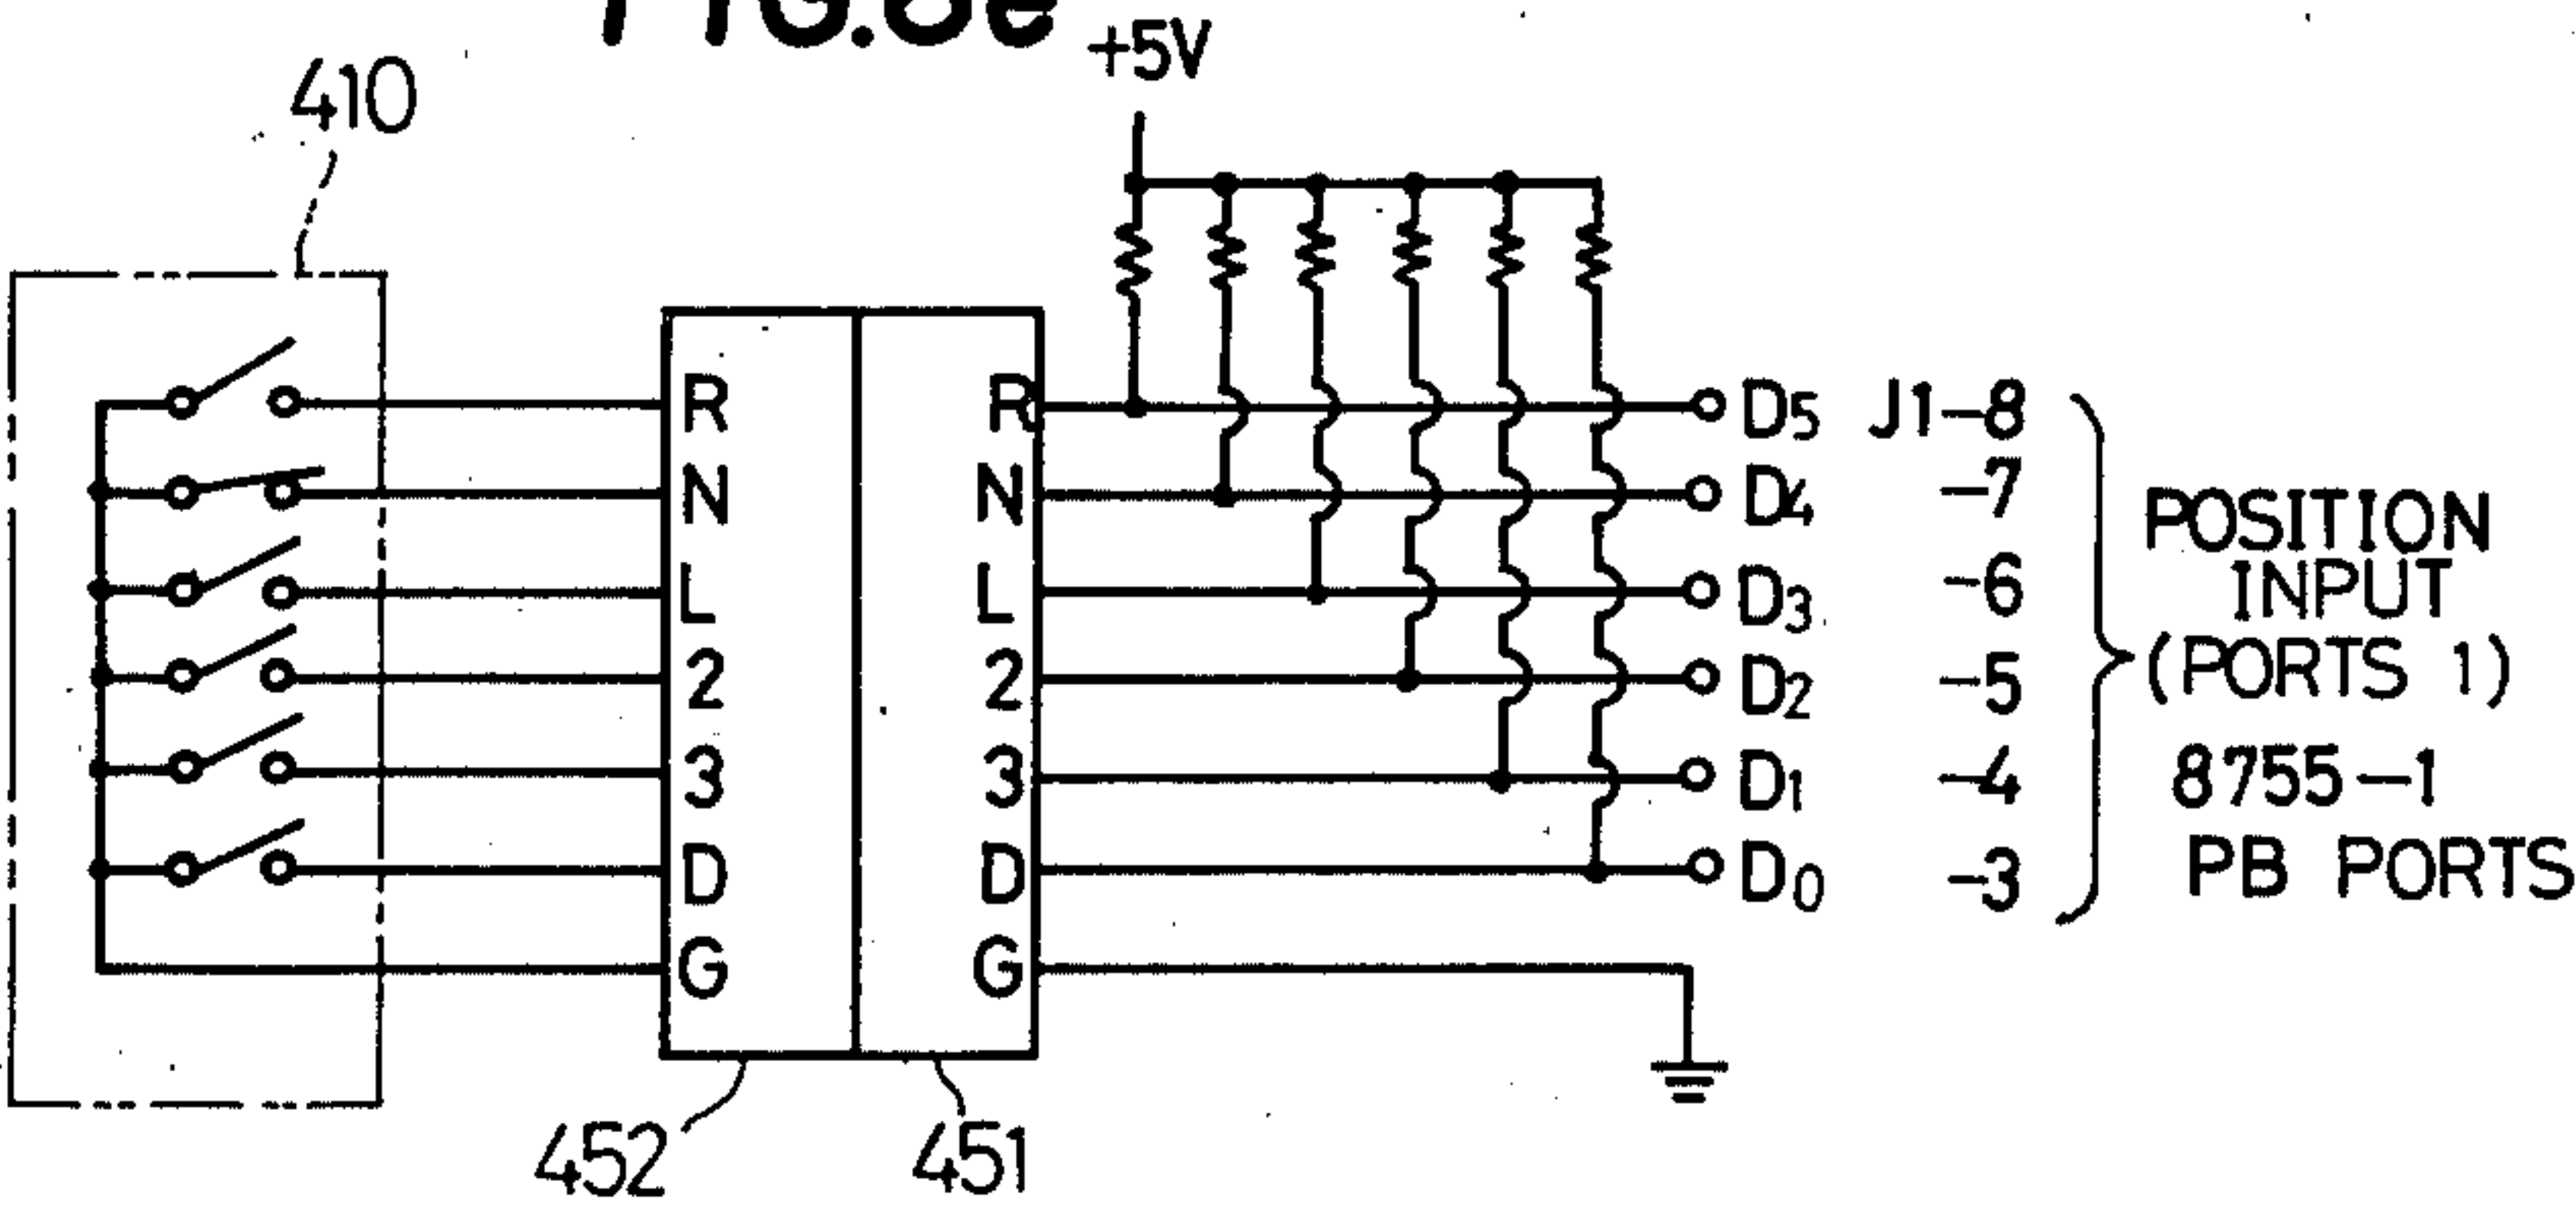 FIG.8e
+5V
410
R R D5 J1-8
N N D4 -7
L L D3 -6
2 2 D2 -5
3 3 D1 -4
D D D0 -3
G G
POSITION
INPUT
(PORTS 1)
8755-1
PB PORTS
452 451